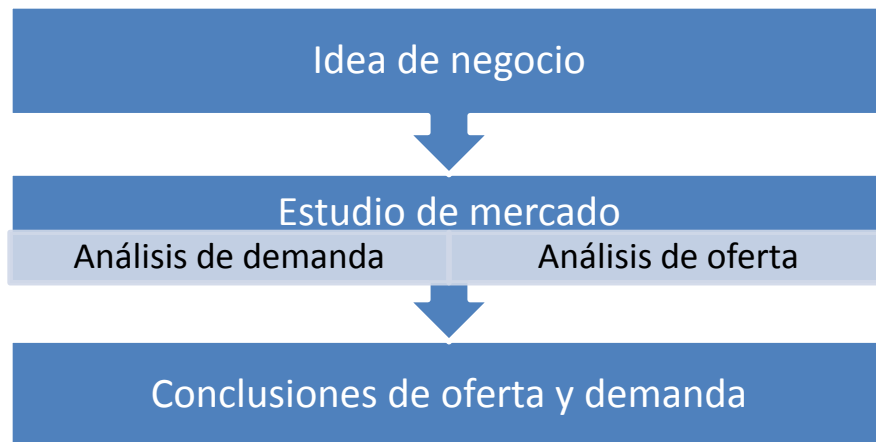 Idea de negocio
Estudio de mercado
Análisis de demanda
Análisis de oferta
Conclusiones de oferta y demanda